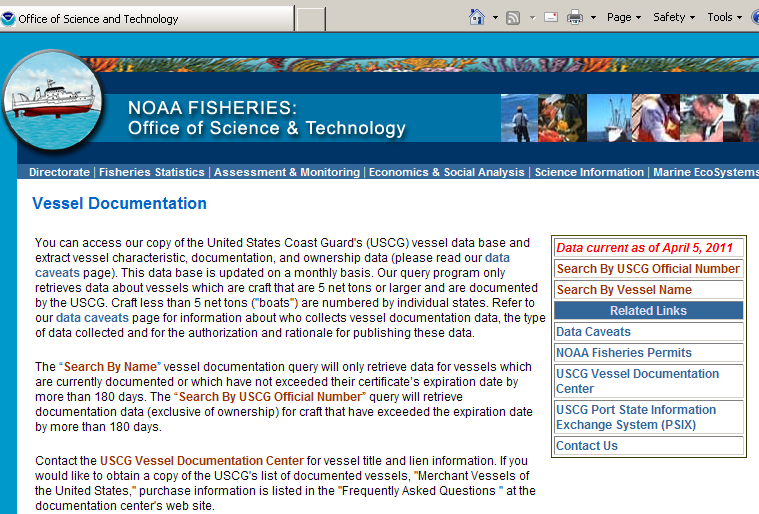 Office of Science and Technology
Page
Safety
Tools
NOAA FISHERIES:
Office of Science & Technology
Directorate | Fisheries Statistics | Assessment & Monitoring | Economics & Social Analysis | Science Information | Marine EcoSystems
Vessel Documentation
You can access our copy of the United States Coast Guard's (USCG) vessel data base and
extract vessel characteristic, documentation, and ownership data (please read our data
caveats page). This data base is updated on a monthly basis. Our query program only
retrieves data about vessels which are craft that are 5 net tons or larger and are documented
by the USCG. Craft less than 5 net tons ("boats") are numbered by individual states. Refer to
our data caveats page for information about who collects vessel documentation data, the type
of data collected and for the authorization and rationale for publishing these data.
The “Search By Name” vessel documentation query will only retrieve data for vessels which
are currently documented or which have not exceeded their certificate’s expiration date by
more than 180 days. The “Search By USCG Official Number” query will retrieve
documentation data (exclusive of ownership) for craft that have exceeded the expiration date
by more than 180 days.
Contact the USCG Vessel Documentation Center for vessel title and lien information. If you
would like to obtain a copy of the USCG's list of documented vessels, "Merchant Vessels of
the United States," purchase information is listed in the "Frequently Asked Questions " at the
documentation center's web site.
Data current as of April 5, 2011
Search By USCG Official Number
Search By Vessel Name
Related Links
Data Caveats
NOAA Fisheries Permits
USCG Vessel Documentation
Center
USCG Port State Information
Exchange System (PSIX)
Contact Us